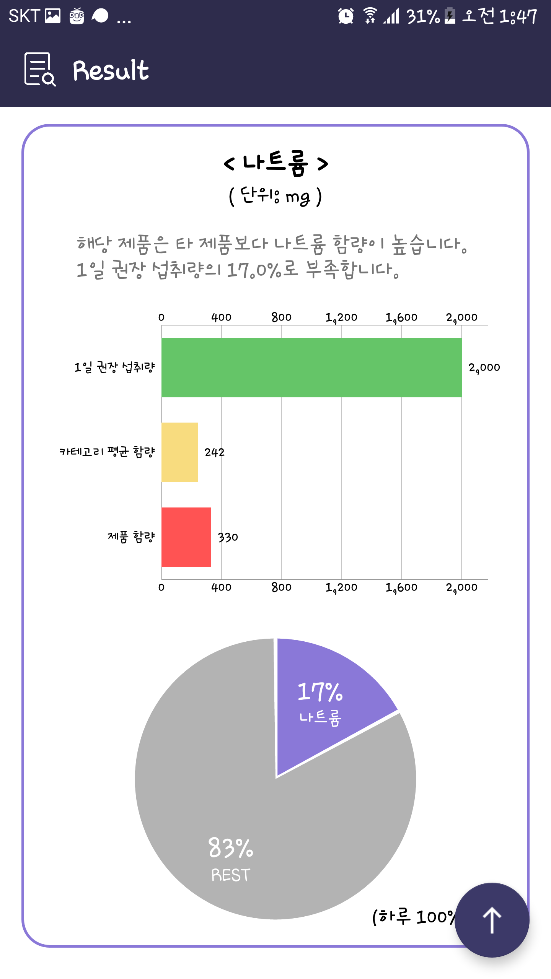 SKT ... 31% 오전 1:47
Result
< 나트륨 >
( 단위: mg )
해당 제품은 타 제품보다 나트륨 함량이 높습니다.
1일 권장 섭취량의 17.0%로 부족합니다.
0 400 800 1,200 1,600 2,000
1일 권장 섭취량 2,000
카테고리 평균 함량 242
제품 함량 330
0 400 800 1,200 1,600 2,000
17%
나트륨
83%
REST
(하루 100%